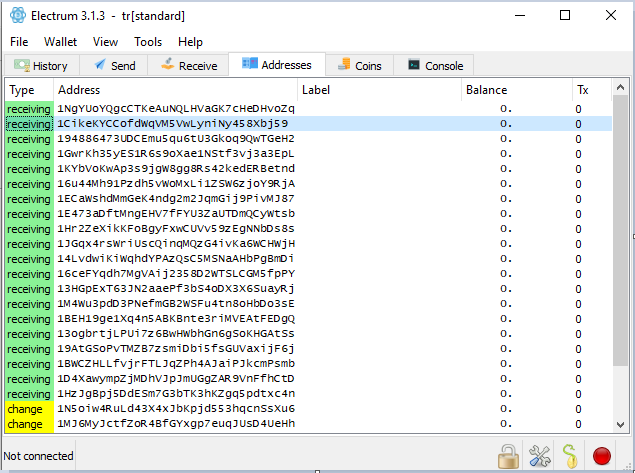 Electrum 3.1.3 - tr[standard]
File Wallet View Tools Help
History Send Receive Addresses Coins Console
Type Address Label Balance Tx
receiving 1NgYUoYQgcCTKeAuNQLHVaGK7cHeDHvoZq 0. 0
receiving 1CikeKYCCofdWqVM5VwLyniNy458Xbj59 0. 0
receiving 194886473UDCEmu5qu6tU3Gkoq9QwTGeH2 0. 0
receiving 1GwrKh35yES1R6s9oXae1NStf3vj3a3EpL 0. 0
receiving 1KYbVoKwAp3s9jgW8gg8Rs42kedERBetnd 0. 0
receiving 16u44Mh91Pzdh5vWoMxLi1ZSW6zjoY9RjA 0. 0
receiving 1ECaWshdMmGeK4ndg2m2JqmGij9PivMJ87 0. 0
receiving 1E473aDftMngEHV7fFYU3ZaUTDmQCyWtsb 0. 0
receiving 1Hr2ZeXikKFoBgyFxwCUVv59zEgNNbDs8s 0. 0
receiving 1JGqx4rsWriUscQinqMQZG4ivKa6WCHWjH 0. 0
receiving 14LvdwiKiWqhdYPAzQsC5MSNaAHbPgBmDi 0. 0
receiving 16ceFYqdh7MgVAij2358D2WTSLCGM5fpPY 0. 0
receiving 13HGpExT63JN2aaePf3bS4oDX3X6SuayRj 0. 0
receiving 1M4Wu3pdD3PNefmGB2WSFu4tn8oHbDo3sE 0. 0
receiving 1BEH19ge1Xq4n5ABKBnte3riMVEAtFEDgQ 0. 0
receiving 13ogbrtjLPUi7z6BwHWbhGn6gSoKHGAtSs 0. 0
receiving 19AtGSoPvTMZB7zsmiDbi5fsGUVaxijF6j 0. 0
receiving 1BWCZHLLfvjrFTLJqZPh4AJaiPJkcmPsmb 0. 0
receiving 1D4XawympZjMDhVJpJmUGgZAR9VnFfhCtD 0. 0
receiving 1HzJgBpj5DdESm7G3bTK3hKZgq5pdtxc4n 0. 0
change 1N5oiw4RuLd43X4xJbKpjd553hqcnSsXu6 0. 0
change 1MJ6MyJctfZoR4BfGYxgp7euqJUsD4UeHh 0. 0
Not connected